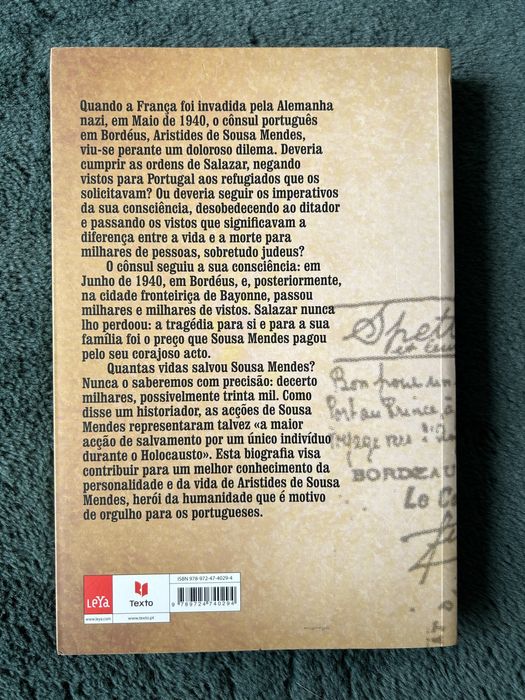 Quando a França foi invadida pela Alemanha
nazi, em Maio de 1940, o cônsul português
em Bordéus, Aristides de Sousa Mendes,
viu-se perante um doloroso dilema. Deveria
cumprir as ordens de Salazar, negando
vistos para Portugal aos refugiados que os
solicitavam? Ou deveria seguir os imperativos
da sua consciência, desobedecendo ao ditador
e passando os vistos que significavam a
diferença entre a vida e a morte para
milhares de pessoas, sobretudo judeus?
O cônsul seguiu a sua consciência: em
Junho de 1940, em Bordéus, e, posteriormente,
na cidade fronteiriça de Bayonne, passou
milhares e milhares de vistos. Salazar nunca
lho perdoou: a tragédia para si e para a sua
família foi o preço que Sousa Mendes pagou
pelo seu corajoso acto.
Quantas vidas salvou Sousa Mendes?
Nunca o saberemos com precisão: decerto
milhares, possivelmente trinta mil. Como
disse um historiador, as acções de Sousa
Mendes representaram talvez «a maior
acção de salvamento por um único indivíduo
durante o Holocausto». Esta biografia visa
contribuir para um melhor conhecimento da
personalidade e da vida de Aristides de Sousa
Mendes, herói da humanidade que é motivo
de orgulho para os portugueses.
Bon pour
Port au Prince, à
BORDEAU
Le Co
LEYA
www.leya.com
Texto
www.texto.pt
ISBN 978-972-47-4029-4
9 789724 740294